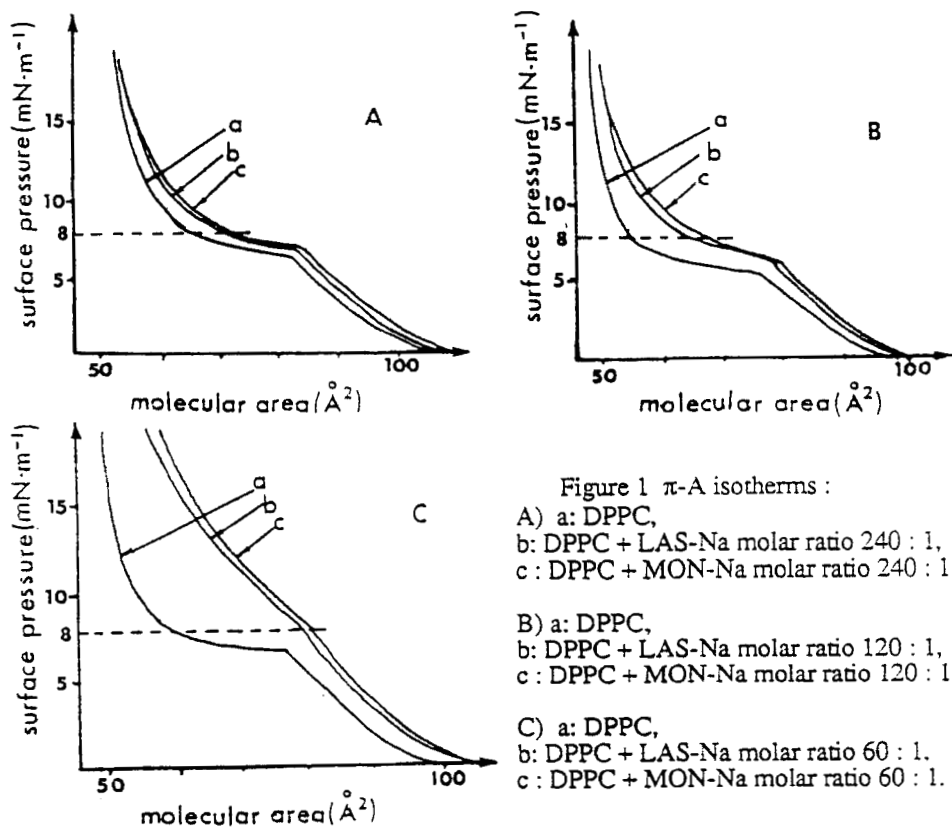 surface pressure(mN·m⁻¹)
15
10
8
5
a
b
c
A
50
100
molecular area(Å²)
surface pressure(mN·m⁻¹)
15
10
8
5
a
b
c
B
50
100
molecular area(Å²)
surface pressure(mN·m⁻¹)
15
10
8
5
a
b
c
C
50
100
molecular area(Å²)
Figure 1 π-A isotherms :
A) a: DPPC,
b: DPPC + LAS-Na molar ratio 240 : 1,
c : DPPC + MON-Na molar ratio 240 : 1
B) a: DPPC,
b: DPPC + LAS-Na molar ratio 120 : 1,
c : DPPC + MON-Na molar ratio 120 : 1
C) a: DPPC,
b: DPPC + LAS-Na molar ratio 60 : 1,
c : DPPC + MON-Na molar ratio 60 : 1.